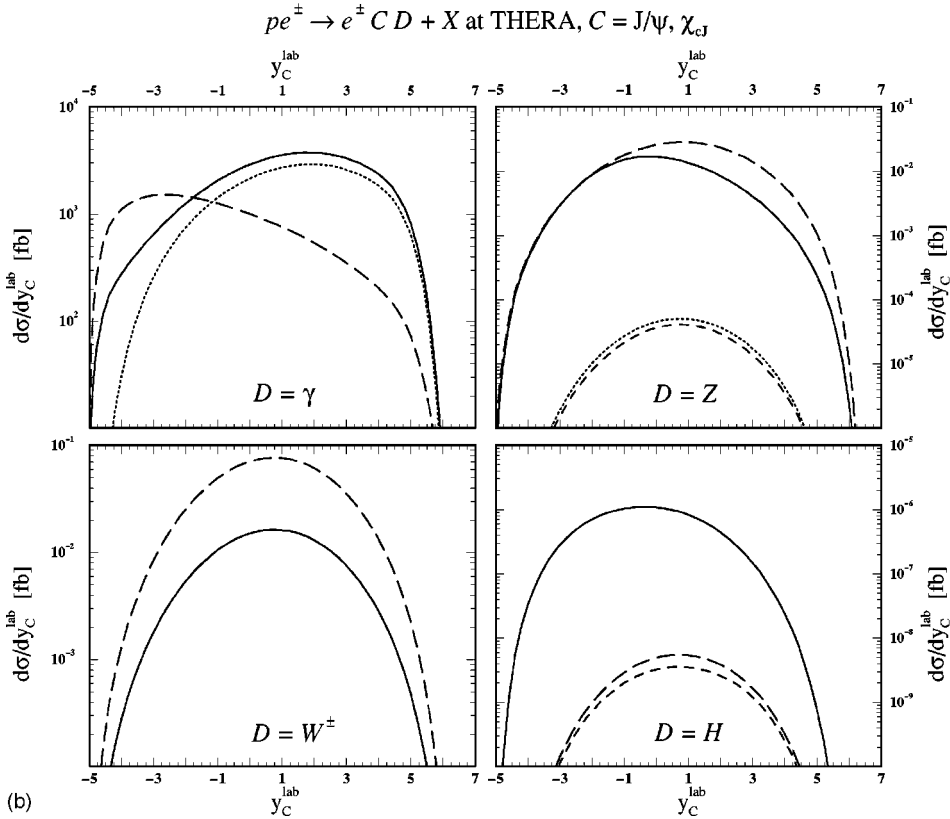 pe± → e± C D + X at THERA, C = J/ψ, χcJ
y_C^lab y_C^lab
-5 -3 -1 1 3 5 7 -5 -3 -1 1 3 5 7
10^4 10^-1
10^3 10^-2
10^2 10^-3
10^-4
10^-5
dσ/dy_C^lab [fb] dσ/dy_C^lab [fb]
D = γ D = Z
10^-1 10^-5
10^-2 10^-6
10^-3 10^-7
10^-8
10^-9
dσ/dy_C^lab [fb] dσ/dy_C^lab [fb]
D = W± D = H
-5 -3 -1 1 3 5 7 -5 -3 -1 1 3 5 7
(b) y_C^lab y_C^lab